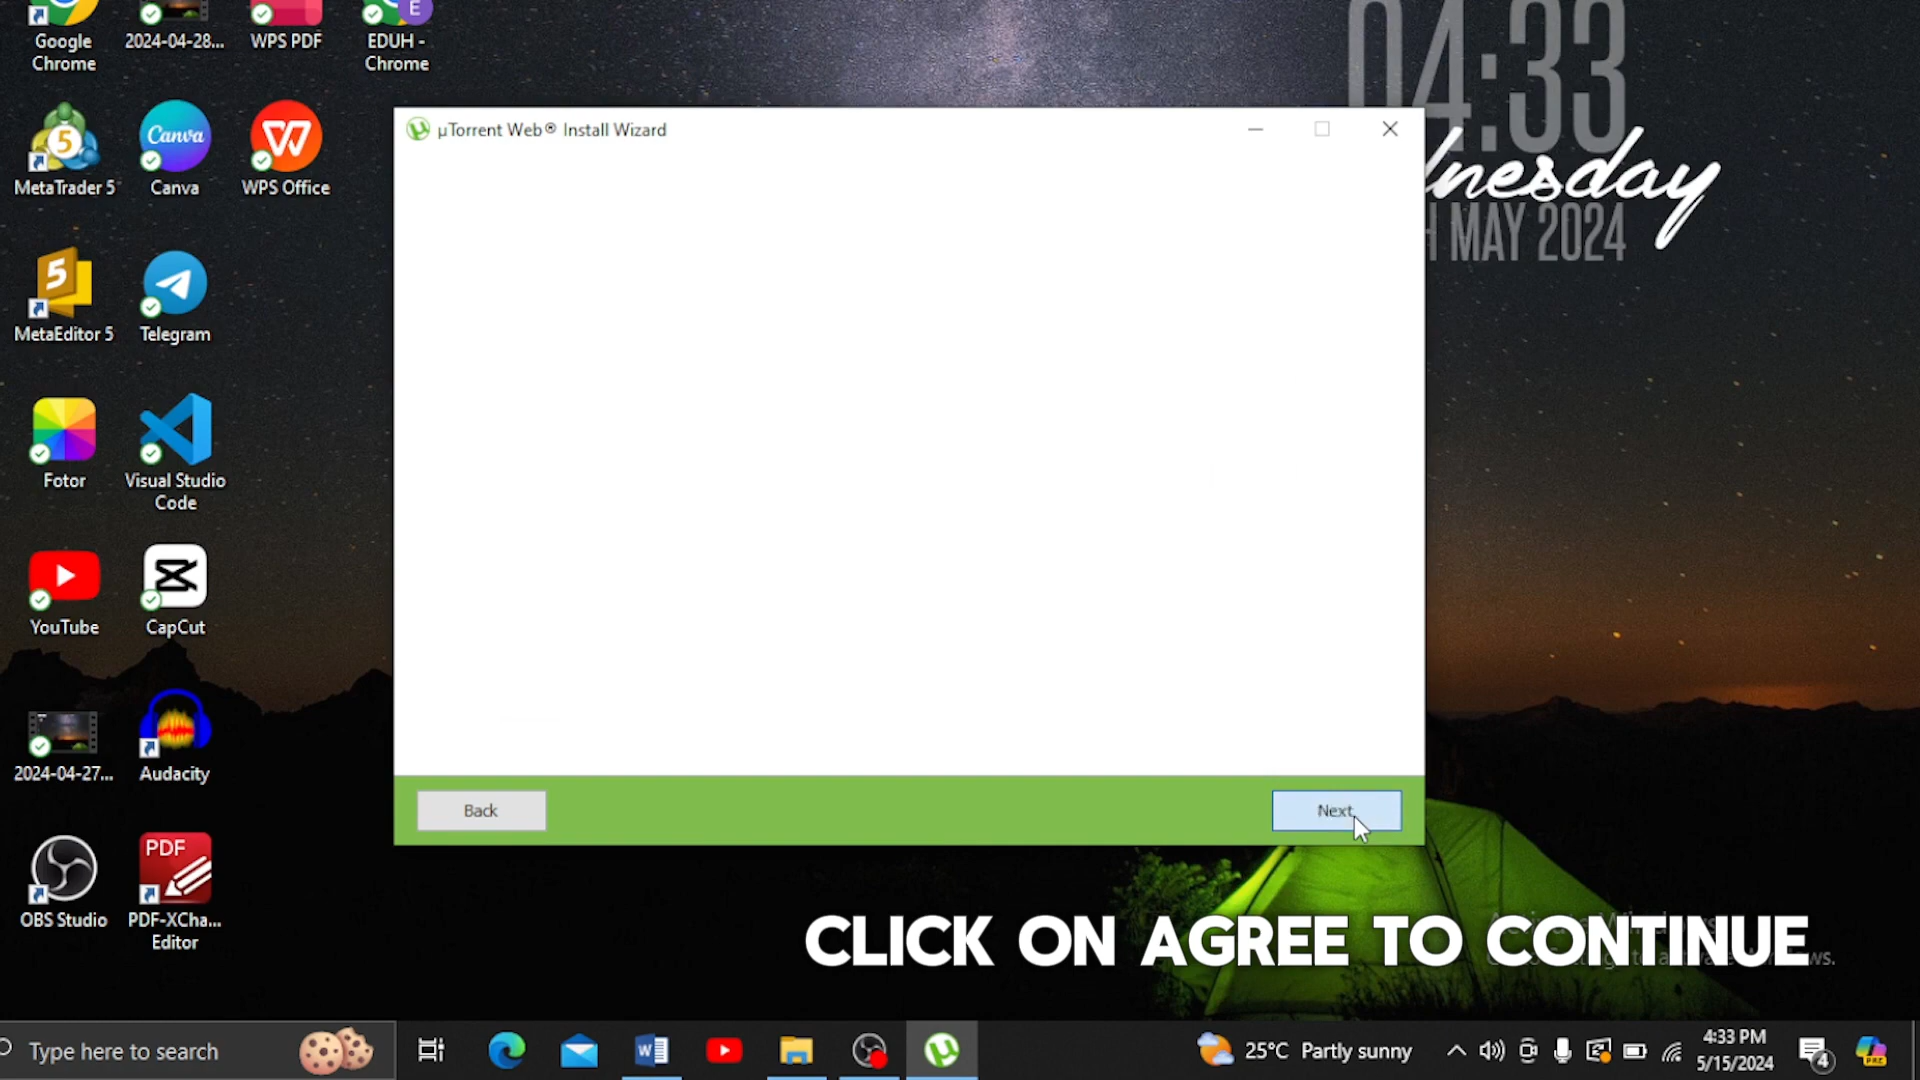 Google
Chrome
2024-04-28...
WPS PDF
EDUH -
Chrome
04:33
MAY 2024
µTorrent Web® Install Wizard
MetaTrader 5
Canva
Canva
WPS Office
MetaEditor 5
Telegram
Fotor
Visual Studio
Code
YouTube
CapCut
2024-04-27...
Audacity
Back
Next
OBS Studio
PDF
PDF-XCha...
Editor
CLICK ON AGREE TO CONTINUE
Type here to search
25°C Partly sunny
4:33 PM
5/15/2024
4